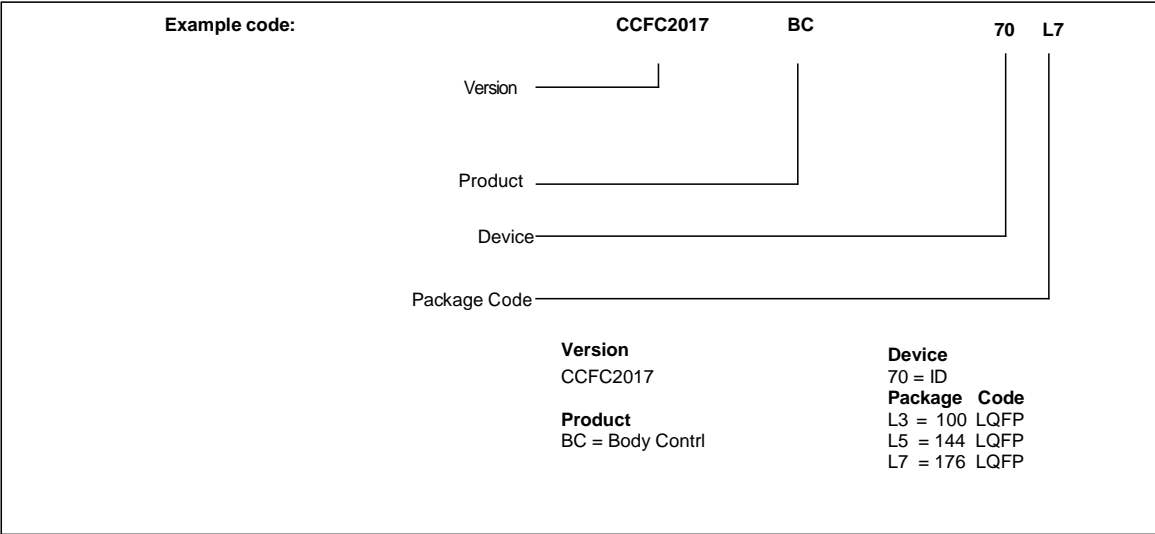 Example code: CCFC2017 BC 70 L7
Version
Product
Device
Package Code
Version
CCFC2017
Product
BC = Body Contrl
Device
70 = ID
Package Code
L3 = 100 LQFP
L5 = 144 LQFP
L7 = 176 LQFP